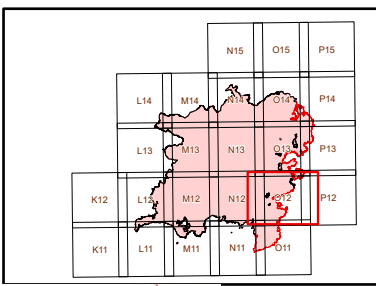 N15 O15 P15
L14 M14 N14 O14 P14
L13 M13 N13 O13 P13
K12 L12 M12 N12 O12 P12
K11 L11 M11 N11 O11